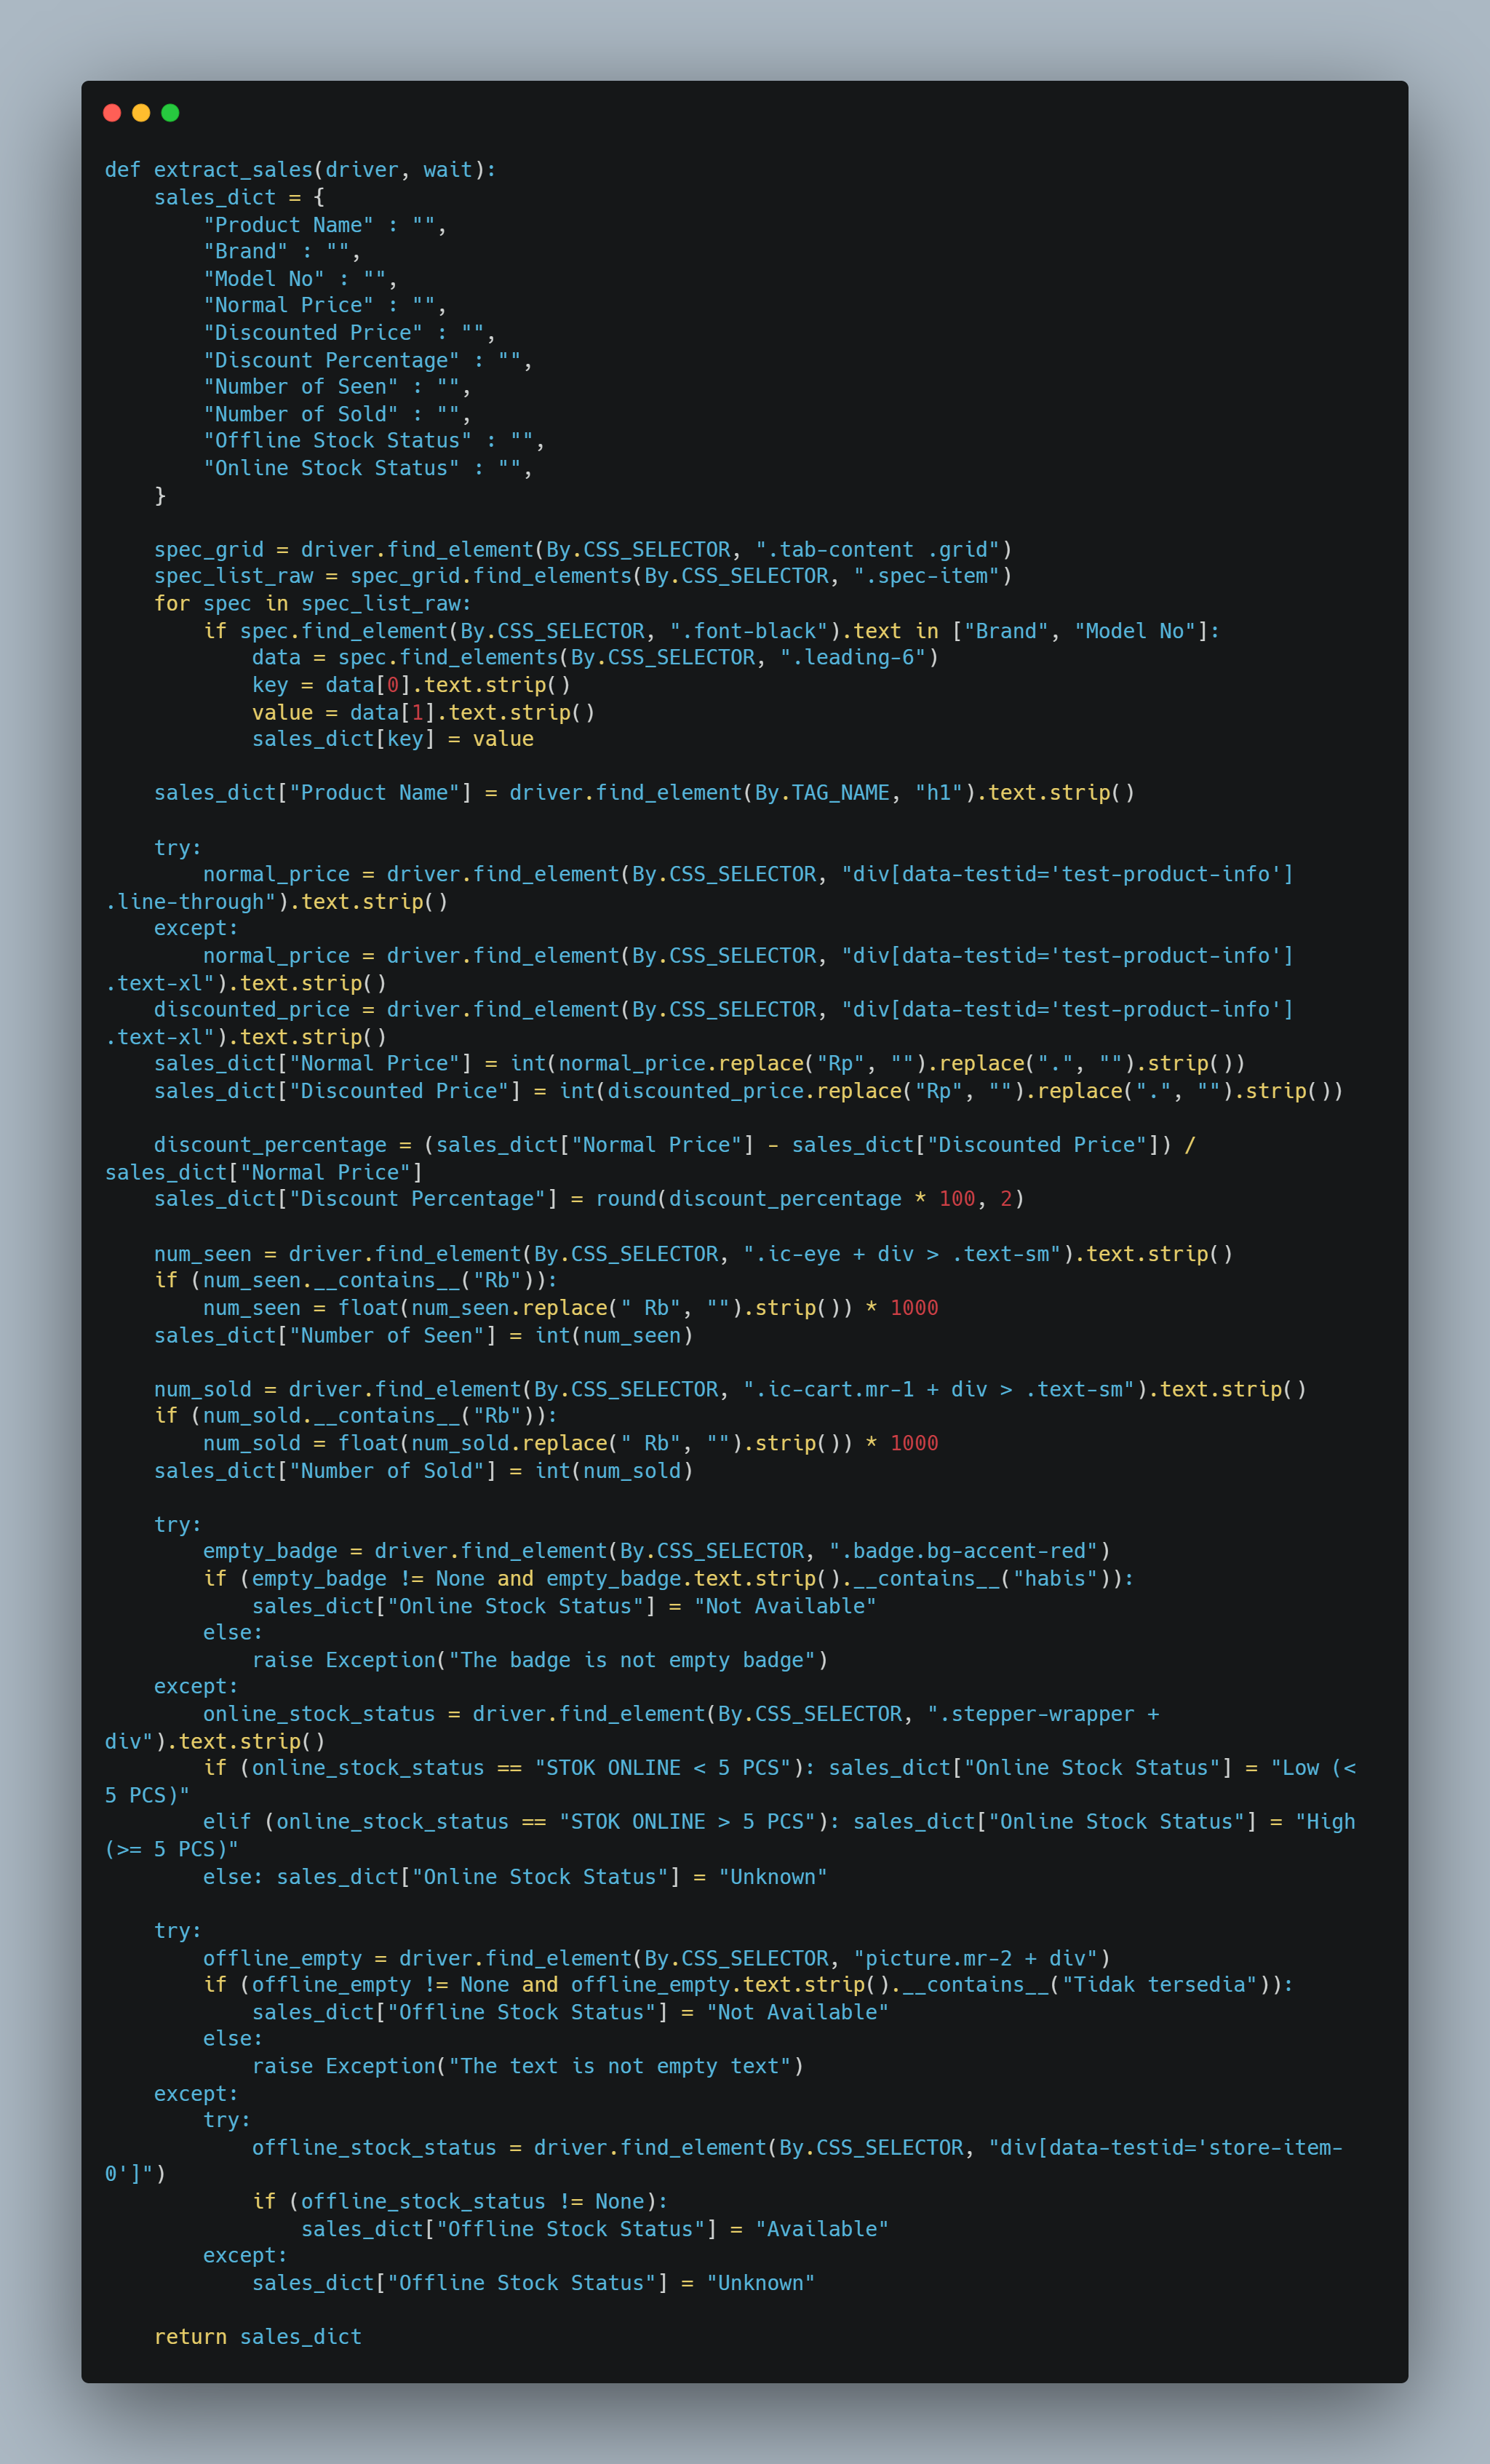 def extract_sales(driver, wait):
    sales_dict = {
        "Product Name" : "",
        "Brand" : "",
        "Model No" : "",
        "Normal Price" : "",
        "Discounted Price" : "",
        "Discount Percentage" : "",
        "Number of Seen" : "",
        "Number of Sold" : "",
        "Offline Stock Status" : "",
        "Online Stock Status" : "",
    }

    spec_grid = driver.find_element(By.CSS_SELECTOR, ".tab-content .grid")
    spec_list_raw = spec_grid.find_elements(By.CSS_SELECTOR, ".spec-item")
    for spec in spec_list_raw:
        if spec.find_element(By.CSS_SELECTOR, ".font-black").text in ["Brand", "Model No"]:
            data = spec.find_elements(By.CSS_SELECTOR, ".leading-6")
            key = data[0].text.strip()
            value = data[1].text.strip()
            sales_dict[key] = value

    sales_dict["Product Name"] = driver.find_element(By.TAG_NAME, "h1").text.strip()

    try:
        normal_price = driver.find_element(By.CSS_SELECTOR, "div[data-testid='test-product-info']
.line-through").text.strip()
    except:
        normal_price = driver.find_element(By.CSS_SELECTOR, "div[data-testid='test-product-info']
.text-xl").text.strip()
    discounted_price = driver.find_element(By.CSS_SELECTOR, "div[data-testid='test-product-info']
.text-xl").text.strip()
    sales_dict["Normal Price"] = int(normal_price.replace("Rp", "").replace(".", "").strip())
    sales_dict["Discounted Price"] = int(discounted_price.replace("Rp", "").replace(".", "").strip())

    discount_percentage = (sales_dict["Normal Price"] - sales_dict["Discounted Price"]) /
sales_dict["Normal Price"]
    sales_dict["Discount Percentage"] = round(discount_percentage * 100, 2)

    num_seen = driver.find_element(By.CSS_SELECTOR, ".ic-eye + div > .text-sm").text.strip()
    if (num_seen.__contains__("Rb")):
        num_seen = float(num_seen.replace(" Rb", "").strip()) * 1000
    sales_dict["Number of Seen"] = int(num_seen)

    num_sold = driver.find_element(By.CSS_SELECTOR, ".ic-cart.mr-1 + div > .text-sm").text.strip()
    if (num_sold.__contains__("Rb")):
        num_sold = float(num_sold.replace(" Rb", "").strip()) * 1000
    sales_dict["Number of Sold"] = int(num_sold)

    try:
        empty_badge = driver.find_element(By.CSS_SELECTOR, ".badge.bg-accent-red")
        if (empty_badge != None and empty_badge.text.strip().__contains__("habis")):
            sales_dict["Online Stock Status"] = "Not Available"
        else:
            raise Exception("The badge is not empty badge")
    except:
        online_stock_status = driver.find_element(By.CSS_SELECTOR, ".stepper-wrapper +
div").text.strip()
        if (online_stock_status == "STOK ONLINE < 5 PCS"): sales_dict["Online Stock Status"] = "Low (<
5 PCS)"
        elif (online_stock_status == "STOK ONLINE > 5 PCS"): sales_dict["Online Stock Status"] = "High
(>= 5 PCS)"
        else: sales_dict["Online Stock Status"] = "Unknown"

    try:
        offline_empty = driver.find_element(By.CSS_SELECTOR, "picture.mr-2 + div")
        if (offline_empty != None and offline_empty.text.strip().__contains__("Tidak tersedia")):
            sales_dict["Offline Stock Status"] = "Not Available"
        else:
            raise Exception("The text is not empty text")
    except:
        try:
            offline_stock_status = driver.find_element(By.CSS_SELECTOR, "div[data-testid='store-item-
0']")
            if (offline_stock_status != None):
                sales_dict["Offline Stock Status"] = "Available"
        except:
            sales_dict["Offline Stock Status"] = "Unknown"

    return sales_dict